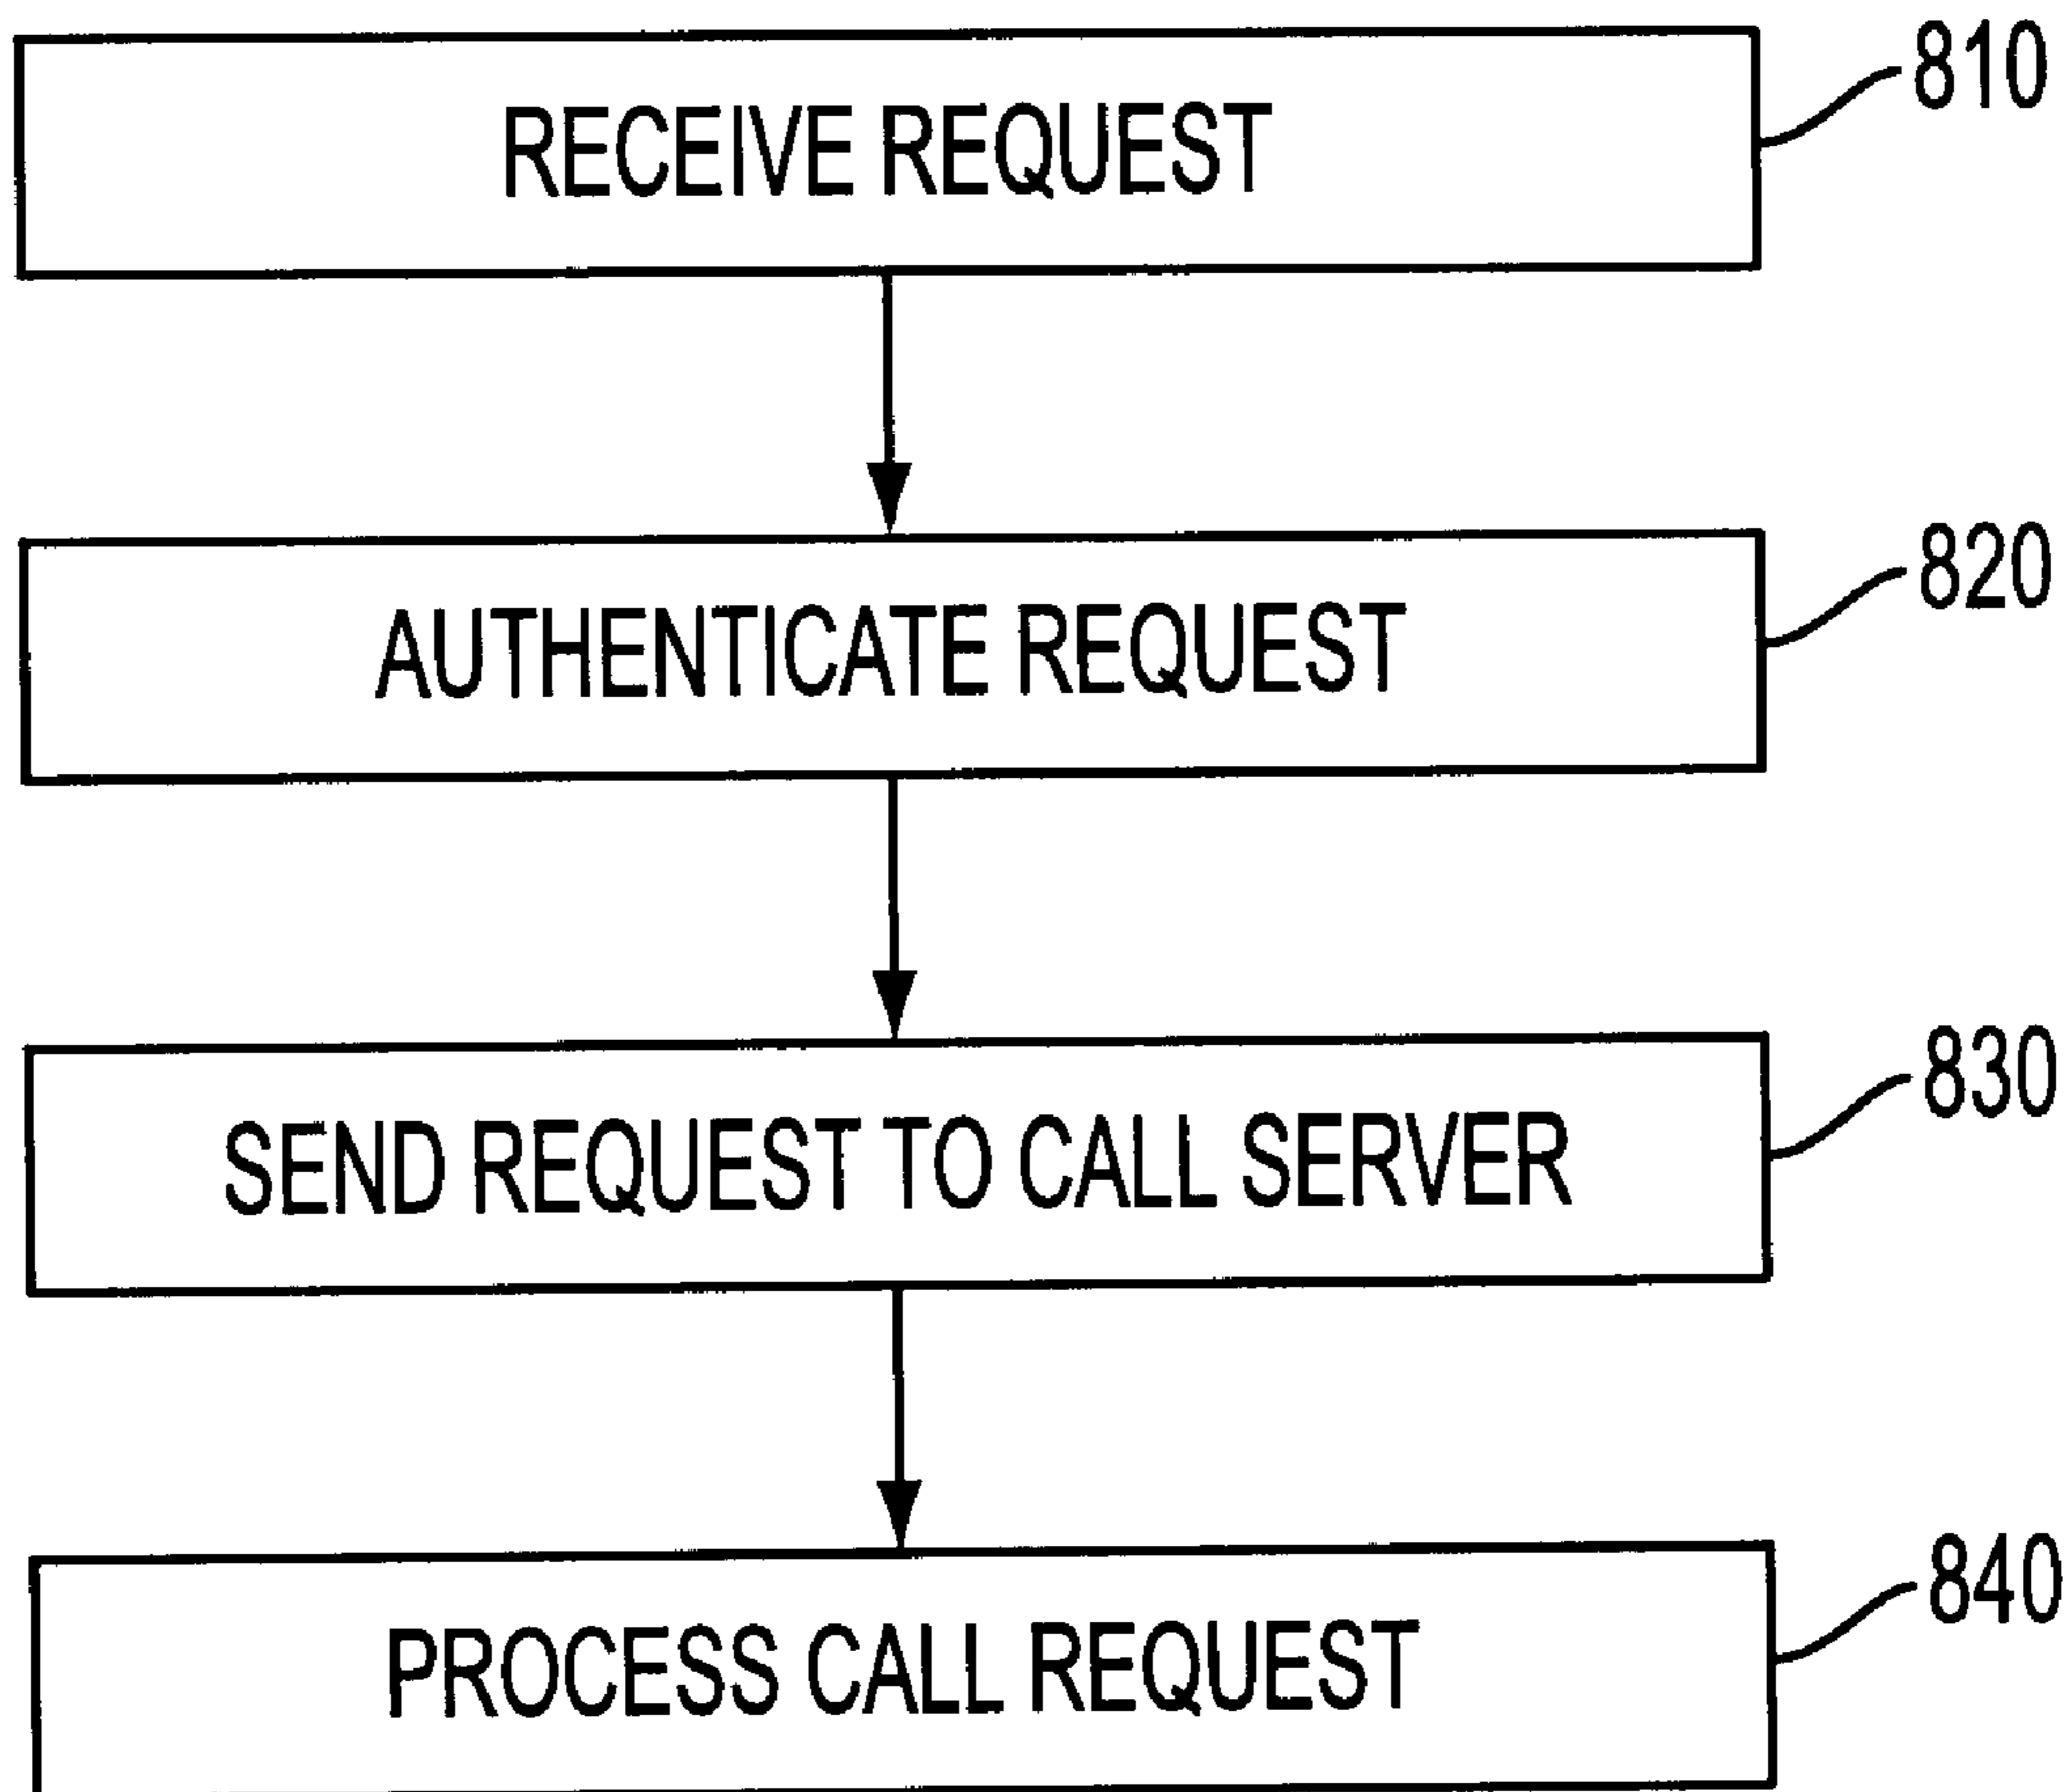 RECEIVE REQUEST
810
AUTHENTICATE REQUEST
820
SEND REQUEST TO CALL SERVER
830
PROCESS CALL REQUEST
840